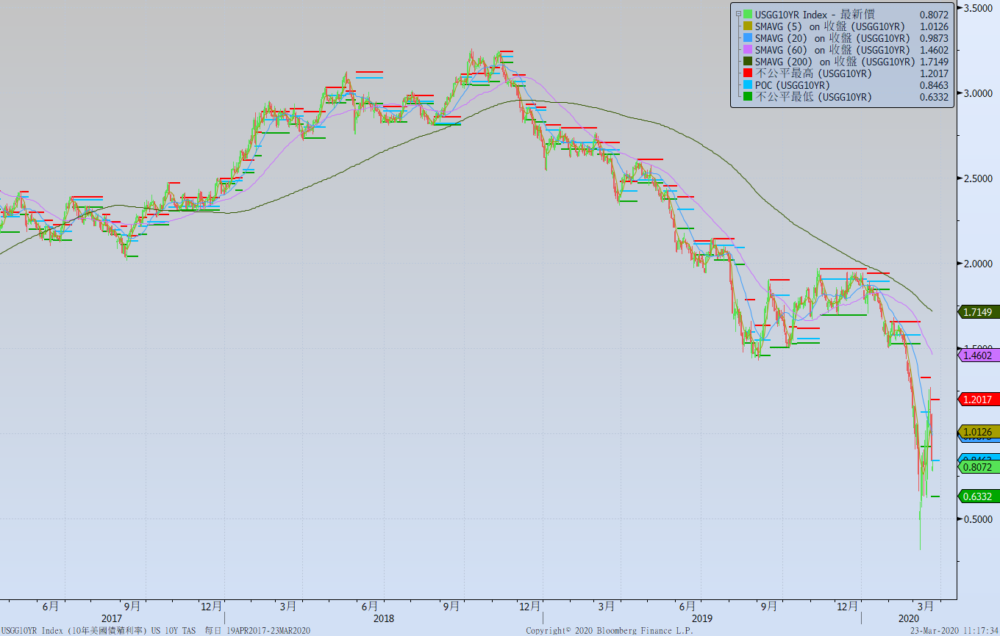 USGG10YR Index - 最新價 0.8072
SMAVG (5) on 收盤 (USGG10YR) 1.0126
SMAVG (20) on 收盤 (USGG10YR) 0.9873
SMAVG (60) on 收盤 (USGG10YR) 1.4602
SMAVG (200) on 收盤 (USGG10YR) 1.7149
不公平最高 (USGG10YR) 1.2017
POC (USGG10YR) 0.8463
不公平最低 (USGG10YR) 0.6332
3.5000
3.0000
2.5000
2.0000
1.7149
1.5000
1.4602
1.2017
1.0126
0.9873
0.8463
0.8072
0.6332
0.5000
6月 9月 12月 3月 6月 9月 12月 3月 6月 9月 12月 3月
2017 2018 2019 2020
USGG10YR Index (10年美國債殖利率) US 10Y TAS 每日 19APR2017-23MAR2020 Copyright© 2020 Bloomberg Finance L.P. 23-Mar-2020 11:17:34